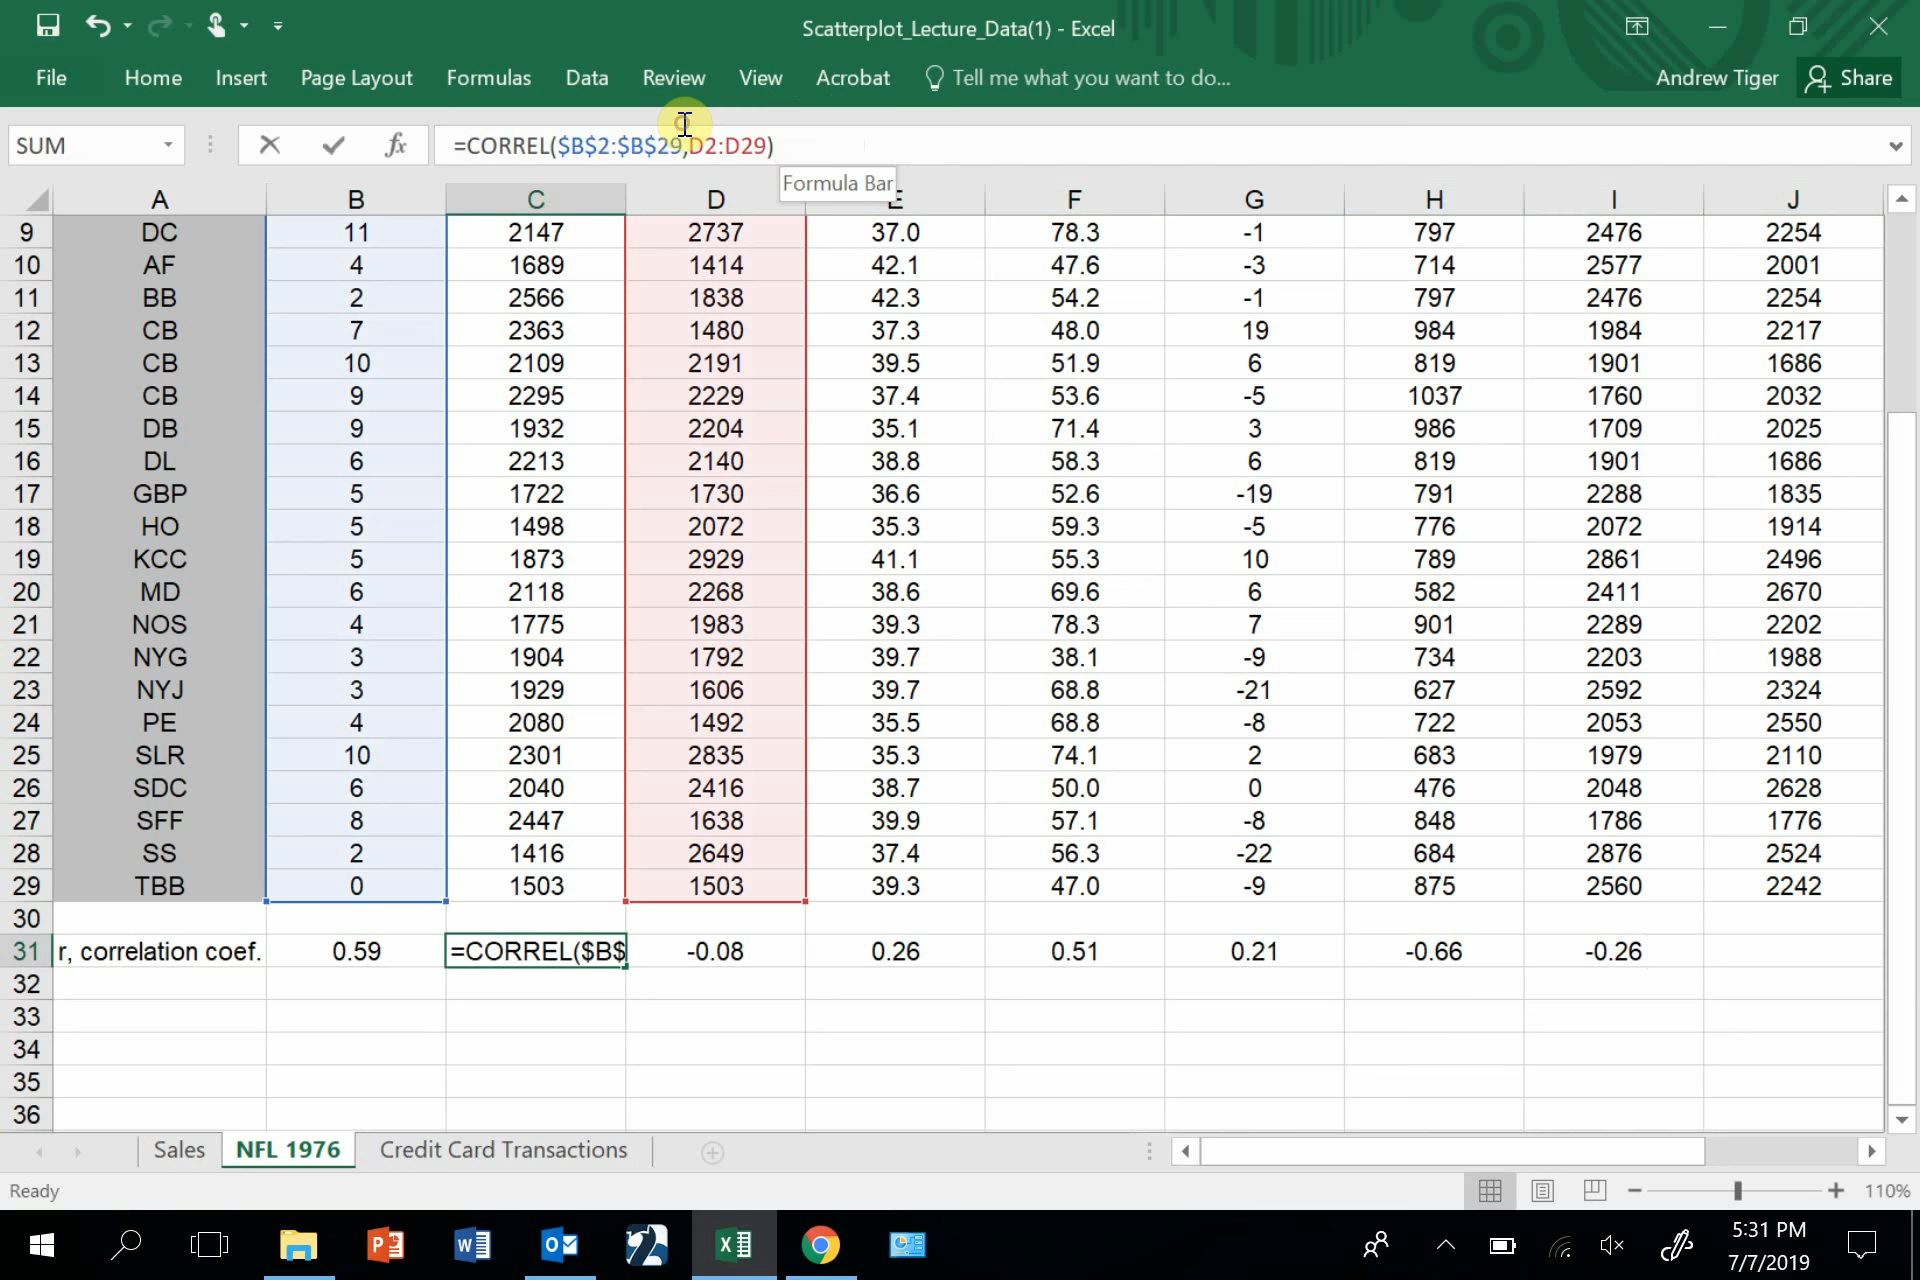 Scatterplot_Lecture_Data(1) - Excel
File Home Insert Page Layout Formulas Data Review View Acrobat Tell me what you want to do... Andrew Tiger Share
SUM fx =CORREL($B$2:$B$29,D2:D29)
Formula Bar
A B C D E F G H I J
9 DC 11 2147 2737 37.0 78.3 -1 797 2476 2254
10 AF 4 1689 1414 42.1 47.6 -3 714 2577 2001
11 BB 2 2566 1838 42.3 54.2 -1 797 2476 2254
12 CB 7 2363 1480 37.3 48.0 19 984 1984 2217
13 CB 10 2109 2191 39.5 51.9 6 819 1901 1686
14 CB 9 2295 2229 37.4 53.6 -5 1037 1760 2032
15 DB 9 1932 2204 35.1 71.4 3 986 1709 2025
16 DL 6 2213 2140 38.8 58.3 6 819 1901 1686
17 GBP 5 1722 1730 36.6 52.6 -19 791 2288 1835
18 HO 5 1498 2072 35.3 59.3 -5 776 2072 1914
19 KCC 5 1873 2929 41.1 55.3 10 789 2861 2496
20 MD 6 2118 2268 38.6 69.6 6 582 2411 2670
21 NOS 4 1775 1983 39.3 78.3 7 901 2289 2202
22 NYG 3 1904 1792 39.7 38.1 -9 734 2203 1988
23 NYJ 3 1929 1606 39.7 68.8 -21 627 2592 2324
24 PE 4 2080 1492 35.5 68.8 -8 722 2053 2550
25 SLR 10 2301 2835 35.3 74.1 2 683 1979 2110
26 SDC 6 2040 2416 38.7 50.0 0 476 2048 2628
27 SFF 8 2447 1638 39.9 57.1 -8 848 1786 1776
28 SS 2 1416 2649 37.4 56.3 -22 684 2876 2524
29 TBB 0 1503 1503 39.3 47.0 -9 875 2560 2242
30
31 r, correlation coef. 0.59 =CORREL($B$ -0.08 0.26 0.51 0.21 -0.66 -0.26
32
33
34
35
36
Sales NFL 1976 Credit Card Transactions
Ready 110%
5:31 PM
7/7/2019